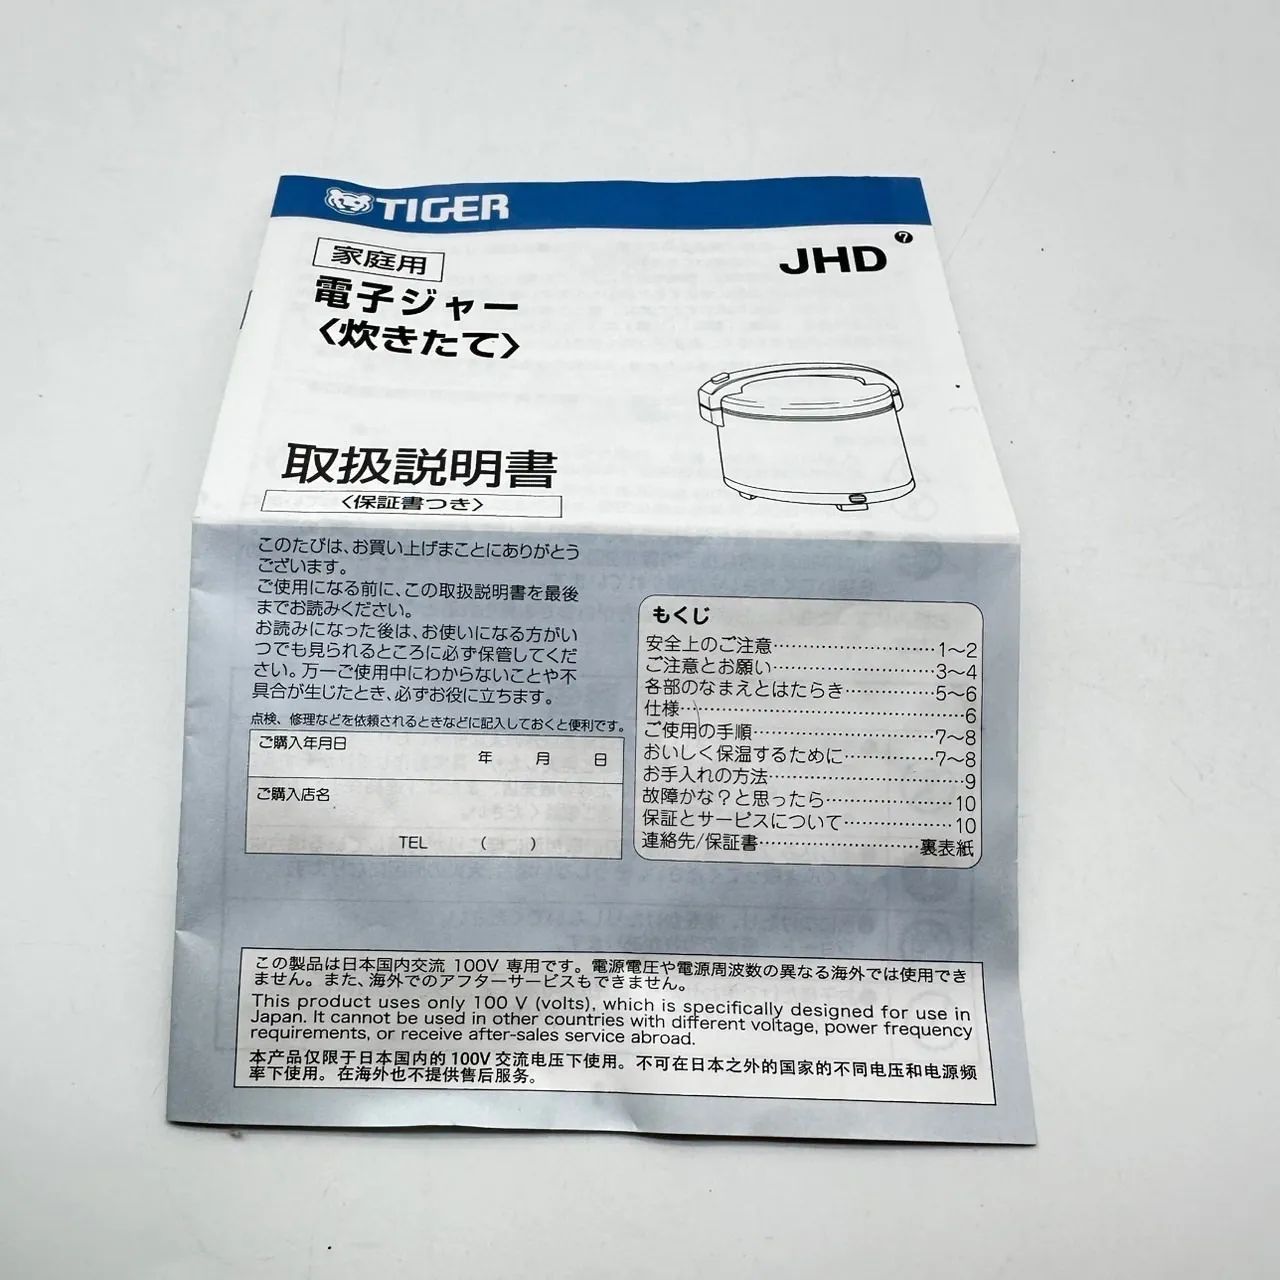 TIGER
JHD
7
家庭用
電子ジャー
〈炊きたて〉
取扱説明書
〈保証書つき〉
このたびは、お買い上げまことにありがとう
ございます。
ご使用になる前に、この取扱説明書を最後
までお読みください。
お読みになった後は、お使いになる方がい
つでも見られるところに必ず保管してくだ
さい。万一ご使用中にわからないことや不
具合が生じたとき、必ずお役に立ちます。
点検、修理などを依頼されるときなどに記入しておくと便利です。
ご購入年月日
年 月 日
ご購入店名
TEL ( )
もくじ
安全上のご注意……………………1～2
ご注意とお願い……………………3～4
各部のなまえとはたらき…………5～6
仕様……………………………………6
ご使用の手順………………………7～8
おいしく保温するために…………7～8
お手入れの方法………………………9
故障かな？と思ったら………………10
保証とサービスについて……………10
連絡先/保証書……………………裏表紙
この製品は日本国内交流 100V 専用です。電源電圧や電源周波数の異なる海外では使用でき
ません。また、海外でのアフターサービスもできません。
This product uses only 100 V (volts), which is specifically designed for use in
Japan. It cannot be used in other countries with different voltage, power frequency
requirements, or receive after-sales service abroad.
本产品仅限于日本国内的 100V 交流电压下使用。不可在日本之外的国家的不同电压和电源频
率下使用。在海外也不提供售后服务。